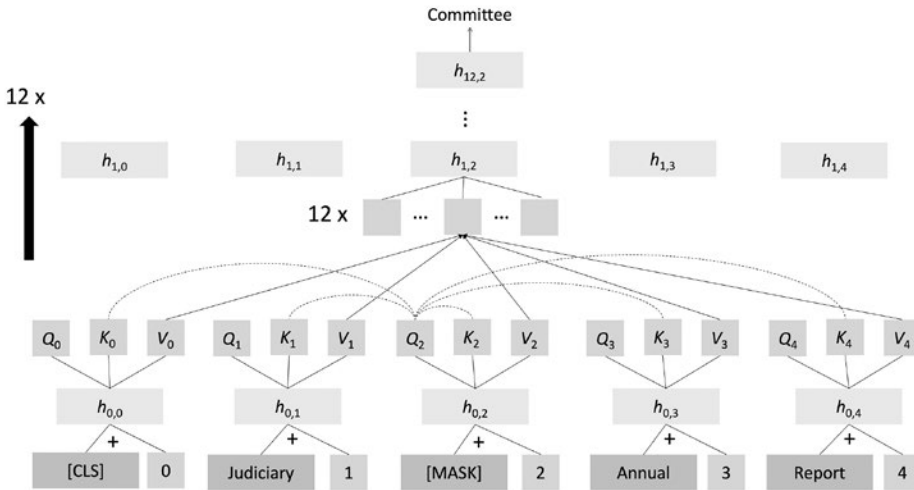 Committee
h12,2
12 x
⋮
h1,0 h1,1 h1,2 h1,3 h1,4
12 x ... ...
Q0 K0 V0 Q1 K1 V1 Q2 K2 V2 Q3 K3 V3 Q4 K4 V4
h0,0 h0,1 h0,2 h0,3 h0,4
+ + + + +
[CLS] 0 Judiciary 1 [MASK] 2 Annual 3 Report 4